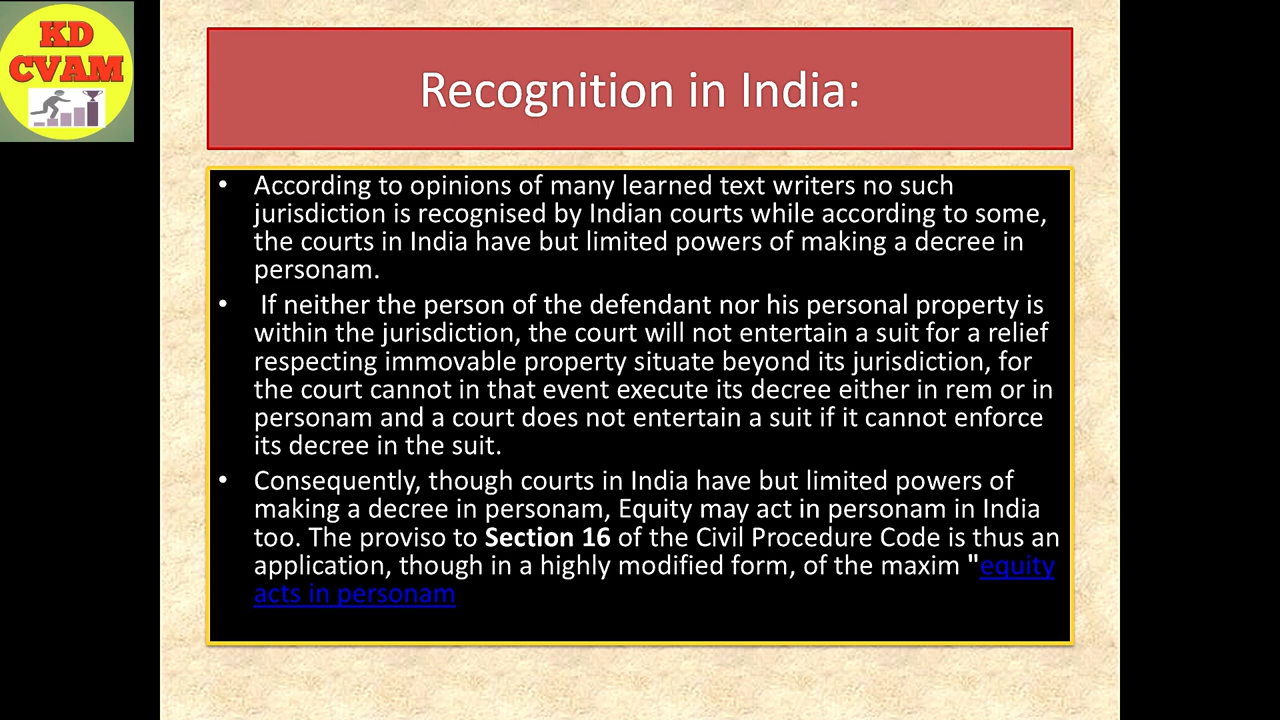 KD
CVAM
Recognition in India:
• According to opinions of many learned text writers no such
jurisdiction is recognised by Indian courts while according to some,
the courts in India have but limited powers of making a decree in
personam.
• If neither the person of the defendant nor his personal property is
within the jurisdiction, the court will not entertain a suit for a relief
respecting immovable property situate beyond its jurisdiction, for
the court cannot in that event execute its decree either in rem or in
personam and a court does not entertain a suit if it cannot enforce
its decree in the suit.
• Consequently, though courts in India have but limited powers of
making a decree in personam, Equity may act in personam in India
too. The proviso to Section 16 of the Civil Procedure Code is thus an
application, though in a highly modified form, of the maxim "equity
acts in personam